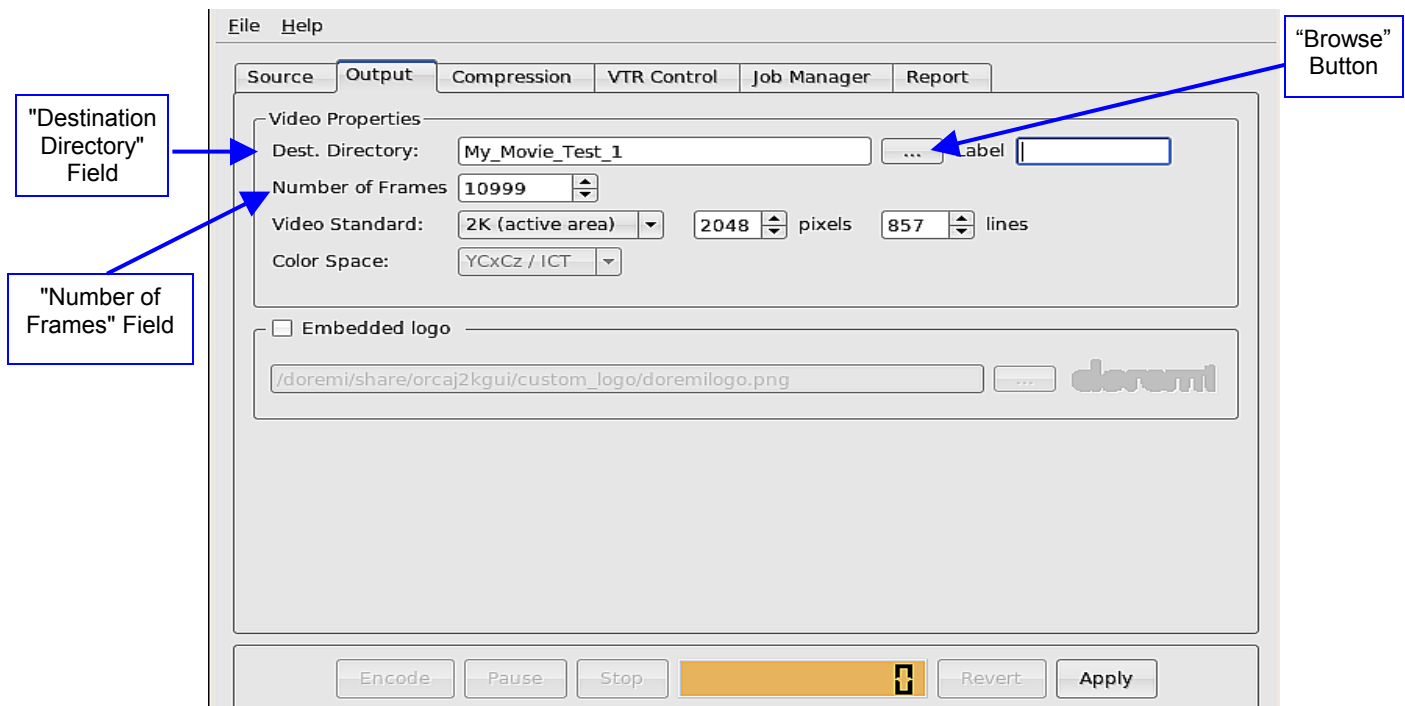 File Help
“Browse”
Button
Source Output Compression VTR Control Job Manager Report
"Destination
Directory"
Field
Video Properties
Dest. Directory: My_Movie_Test_1 ... Label
Number of Frames 10999
Video Standard: 2K (active area) 2048 pixels 857 lines
Color Space: YCxCz / ICT
"Number of
Frames" Field
Embedded logo
/doremi/share/orcaj2kgui/custom_logo/doremilogo.png ... doremi
Encode Pause Stop 0 Revert Apply